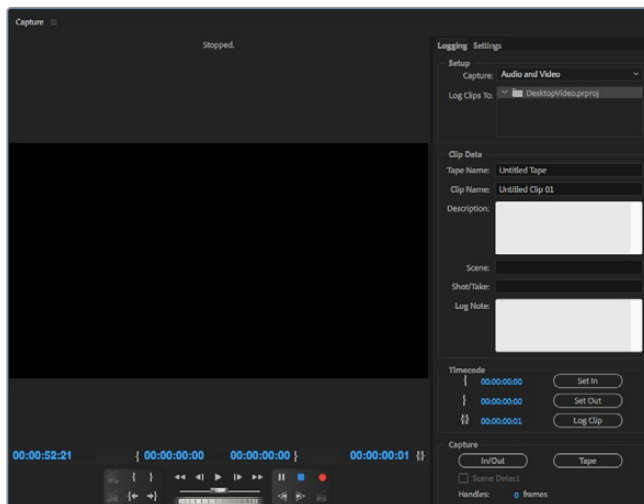 Capture
Stopped.
Logging Settings
Setup
Capture: Audio and Video
Log Clips To: DesktopVideo.prproj
Clip Data
Tape Name: Untitled Tape
Clip Name: Untitled Clip 01
Description:
Scene:
Shot/Take:
Log Note:
Timecode
{ 00:00:00:00 Set In
} 00:00:00:00 Set Out
{} 00:00:00:01 Log Clip
00:00:52:21 { 00:00:00:00 00:00:00:00 } 00:00:00:01 {}
Capture
In/Out Tape
Scene Detect
Handles: 0 frames